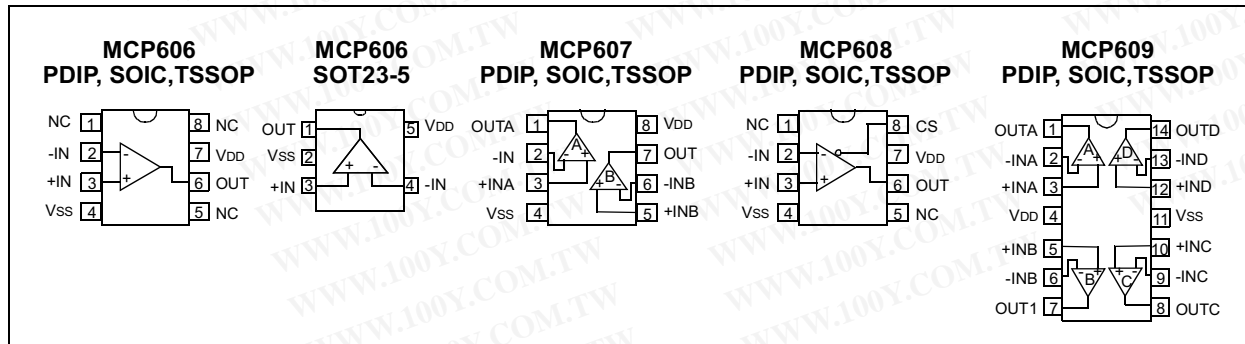 MCP606
PDIP, SOIC,TSSOP
NC 1
-IN 2
+IN 3
VSS 4
8 NC
7 VDD
6 OUT
5 NC
- 
+
MCP606
SOT23-5
OUT 1
VSS 2
+IN 3
5 VDD
4 -IN
+ -
MCP607
PDIP, SOIC,TSSOP
OUTA 1
-IN 2
+INA 3
VSS 4
8 VDD
7 OUT
6 -INB
5 +INB
A
- +
B
+ -
MCP608
PDIP, SOIC,TSSOP
NC 1
-IN 2
+IN 3
VSS 4
8 CS
7 VDD
6 OUT
5 NC
-
+
MCP609
PDIP, SOIC,TSSOP
OUTA 1
-INA 2
+INA 3
VDD 4
+INB 5
-INB 6
OUT1 7
14 OUTD
13 -IND
12 +IND
11 VSS
10 +INC
9 -INC
8 OUTC
A
- +
D
+ -
B
- +
C
+ -
WWW.100Y.COM.TW